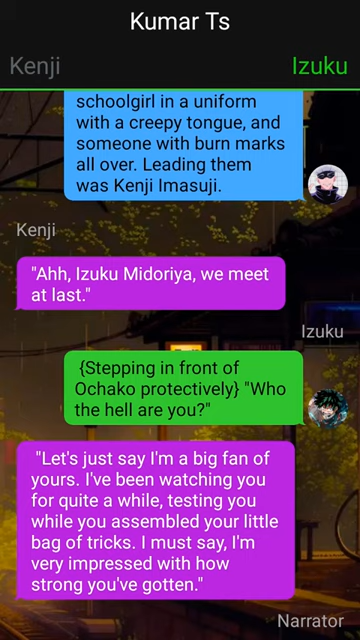 Kumar Ts
Kenji
Izuku
schoolgirl in a uniform
with a creepy tongue, and
someone with burn marks
all over. Leading them
was Kenji Imasuji.
Kenji
"Ahh, Izuku Midoriya, we meet
at last."
Izuku
{Stepping in front of
Ochako protectively} "Who
the hell are you?"
"Let's just say I'm a big fan of
yours. I've been watching you
for quite a while, testing you
while you assembled your little
bag of tricks. I must say, I'm
very impressed with how
strong you've gotten."
Narrator